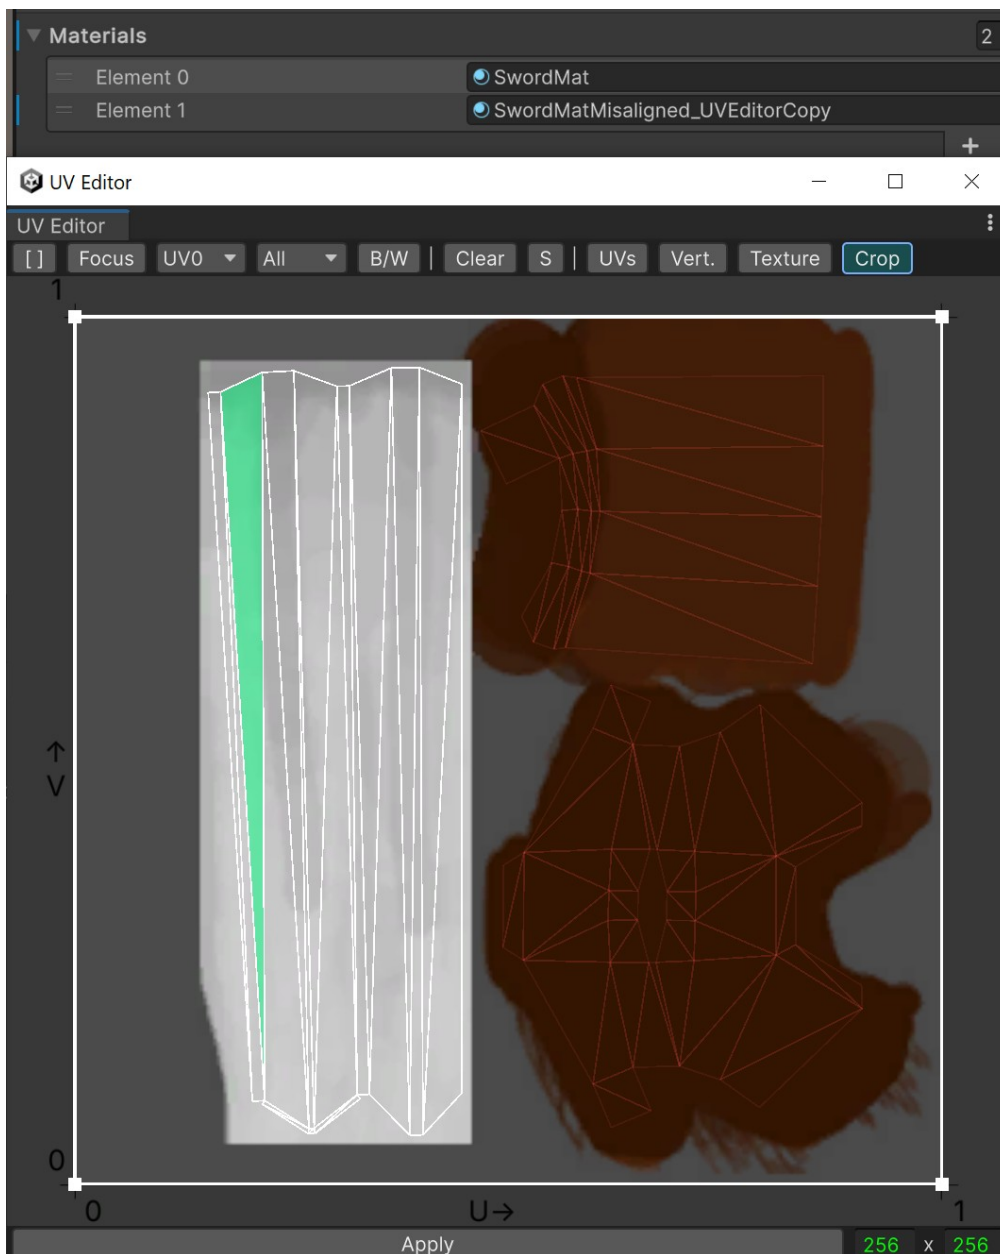 Materials 2
Element 0 SwordMat
Element 1 SwordMatMisaligned_UVEditorCopy
+
UV Editor
UV Editor
[ ] Focus UV0 All B/W | Clear S | UVs Vert. Texture Crop
1
↑
V
0
0 U→ 1
Apply 256 x 256